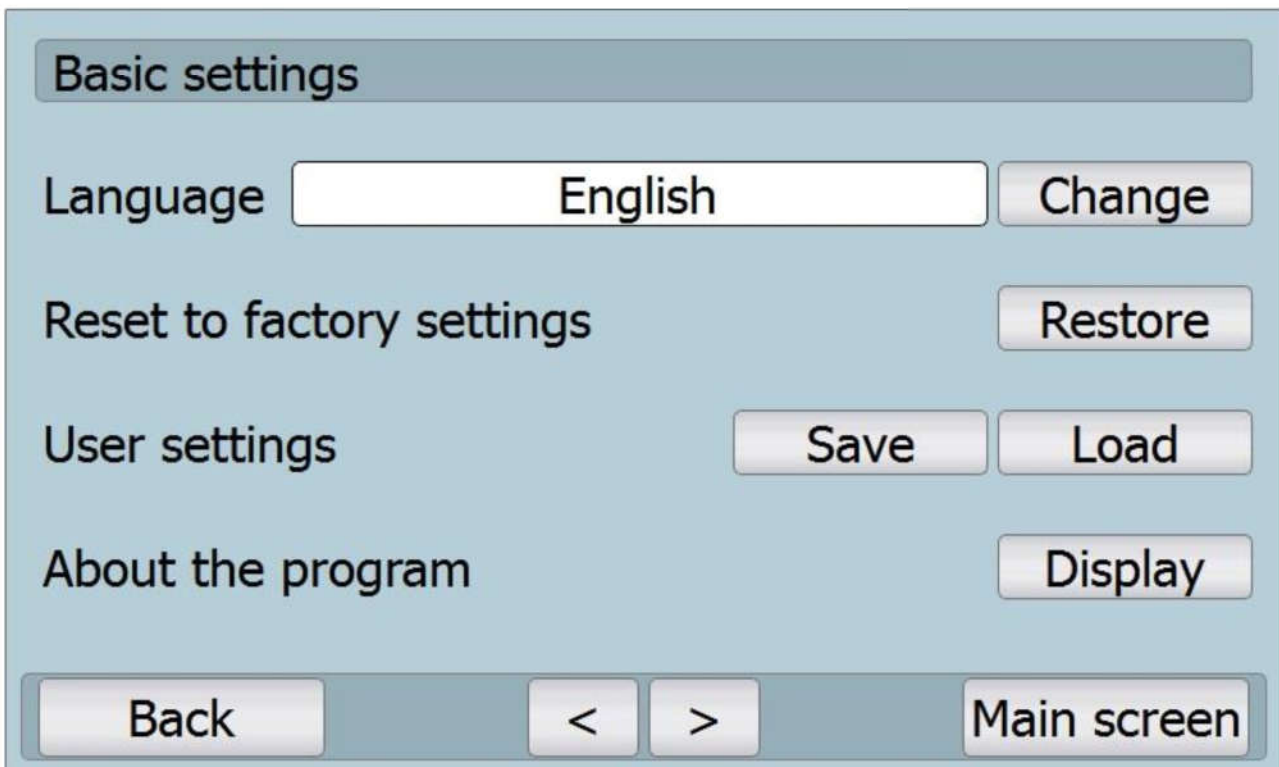 Basic settings
Language English Change
Reset to factory settings Restore
User settings Save Load
About the program Display
Back < > Main screen